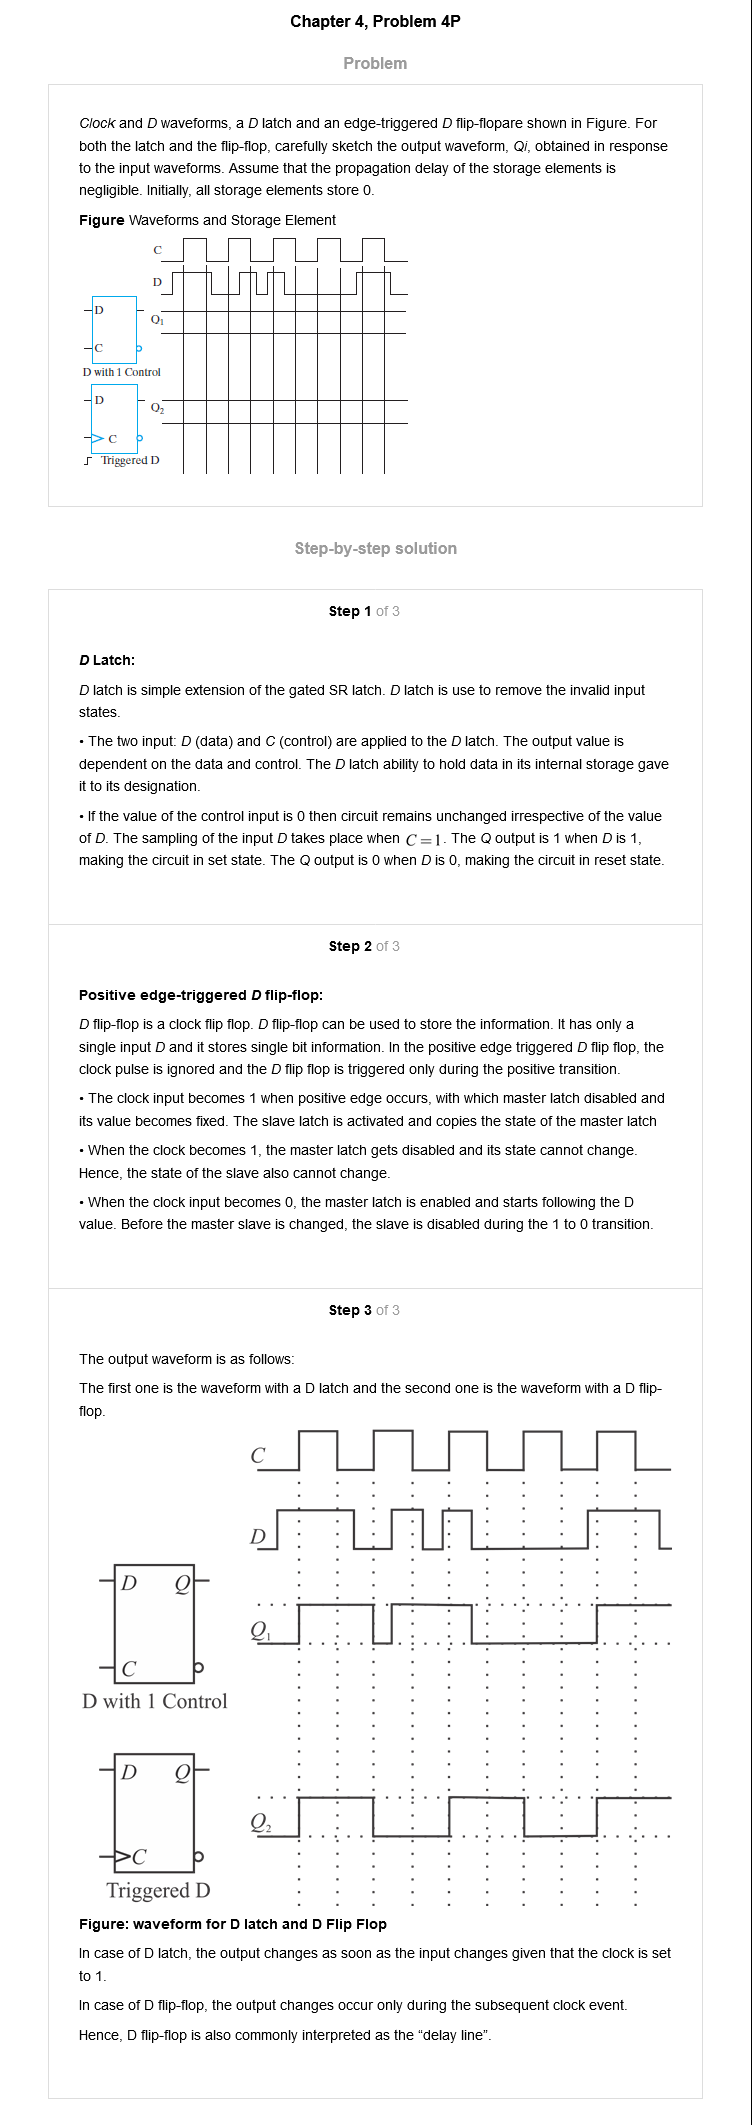 Chapter 4, Problem 4P
Problem
Clock and D waveforms, a D latch and an edge-triggered D flip-flopare shown in Figure. For
both the latch and the flip-flop, carefully sketch the output waveform, Qi, obtained in response
to the input waveforms. Assume that the propagation delay of the storage elements is
negligible. Initially, all storage elements store 0.
Figure Waveforms and Storage Element
C
D
D
Q1
C
D with 1 Control
D
Q2
C
Triggered D
Step-by-step solution
Step 1 of 3
D Latch:
D latch is simple extension of the gated SR latch. D latch is use to remove the invalid input
states.
• The two input: D (data) and C (control) are applied to the D latch. The output value is
dependent on the data and control. The D latch ability to hold data in its internal storage gave
it to its designation.
• If the value of the control input is 0 then circuit remains unchanged irrespective of the value
of D. The sampling of the input D takes place when C=1. The Q output is 1 when D is 1,
making the circuit in set state. The Q output is 0 when D is 0, making the circuit in reset state.
Step 2 of 3
Positive edge-triggered D flip-flop:
D flip-flop is a clock flip flop. D flip-flop can be used to store the information. It has only a
single input D and it stores single bit information. In the positive edge triggered D flip flop, the
clock pulse is ignored and the D flip flop is triggered only during the positive transition.
• The clock input becomes 1 when positive edge occurs, with which master latch disabled and
its value becomes fixed. The slave latch is activated and copies the state of the master latch
• When the clock becomes 1, the master latch gets disabled and its state cannot change.
Hence, the state of the slave also cannot change.
• When the clock input becomes 0, the master latch is enabled and starts following the D
value. Before the master slave is changed, the slave is disabled during the 1 to 0 transition.
Step 3 of 3
The output waveform is as follows:
The first one is the waveform with a D latch and the second one is the waveform with a D flip-
flop.
C
D
D Q
Q1
C
D with 1 Control
D Q
Q2
C
Triggered D
Figure: waveform for D latch and D Flip Flop
In case of D latch, the output changes as soon as the input changes given that the clock is set
to 1.
In case of D flip-flop, the output changes occur only during the subsequent clock event.
Hence, D flip-flop is also commonly interpreted as the “delay line”.